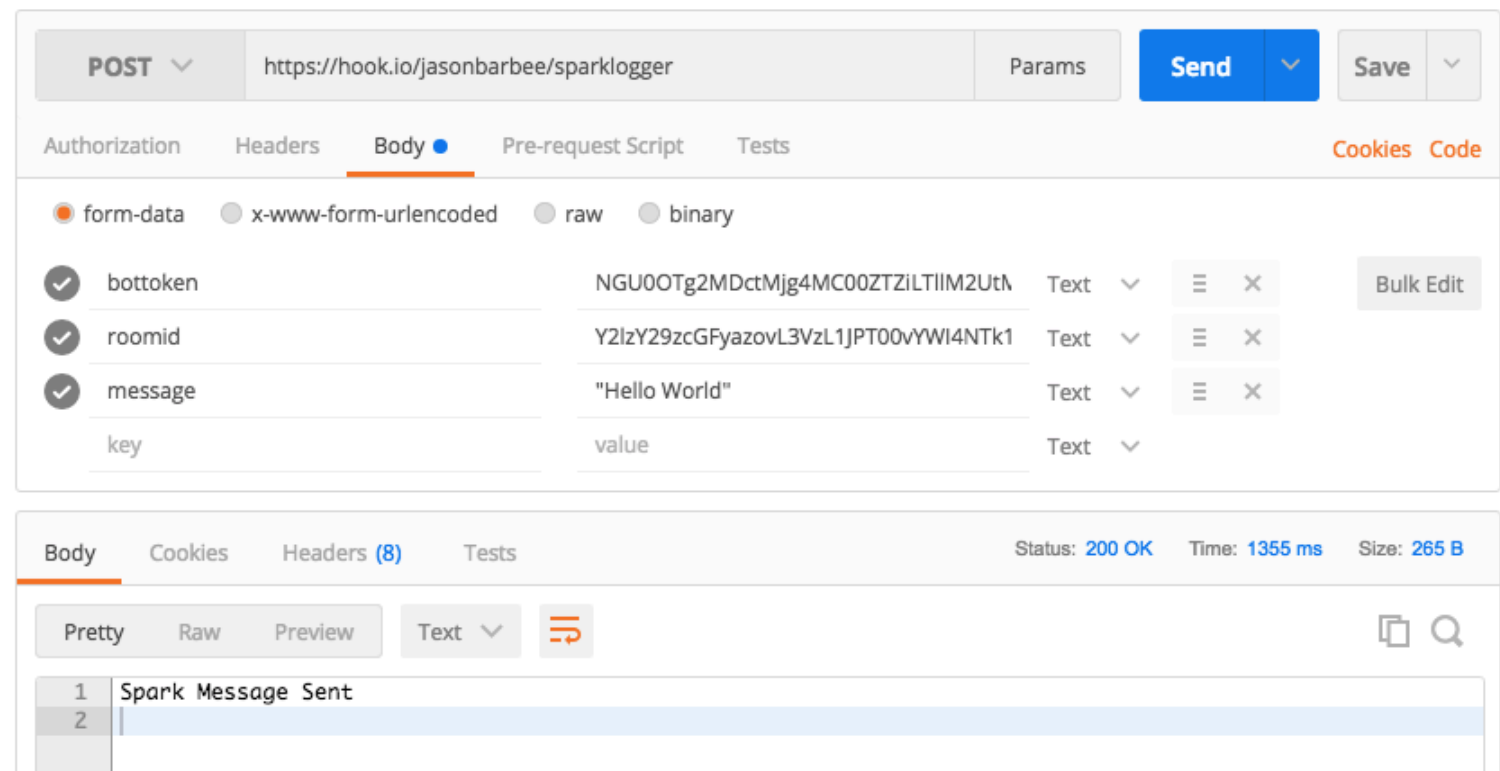 POST https://hook.io/jasonbarbee/sparklogger Params Send Save
Authorization Headers Body Pre-request Script Tests Cookies Code
form-data x-www-form-urlencoded raw binary
bottoken NGU0OTg2MDctMjg4MC00ZTZiLTllM2UtM Text Bulk Edit
roomid Y2lzY29zcGFyazovL3VzL1JPT00vYWI4NTk1 Text
message "Hello World" Text
key value Text
Body Cookies Headers (8) Tests Status: 200 OK Time: 1355 ms Size: 265 B
Pretty Raw Preview Text
1 Spark Message Sent
2